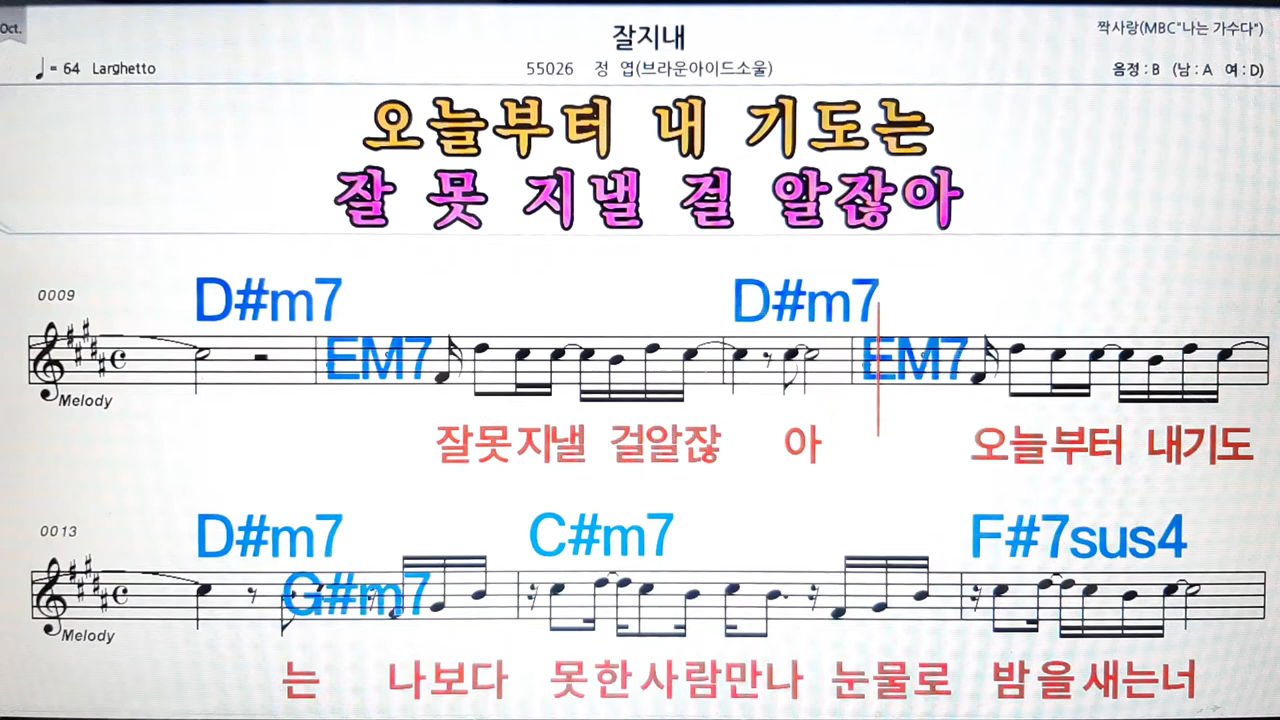 Oct.
잘지내
짝사랑(MBC"나는 가수다")
♩= 64 Larghetto
55026 정 엽(브라운아이드소울)
음정 : B (남 : A 여 : D)
오늘부터 내 기도는
잘 못 지낼 걸 알잖아
0009
D#m7 EM7 D#m7 EM7
Melody
잘못지낼 걸알잖 아 오늘부터 내기도
0013
D#m7 G#m7 C#m7 F#7sus4
Melody
는 나보다 못한사람만나 눈물로 밤을새는너